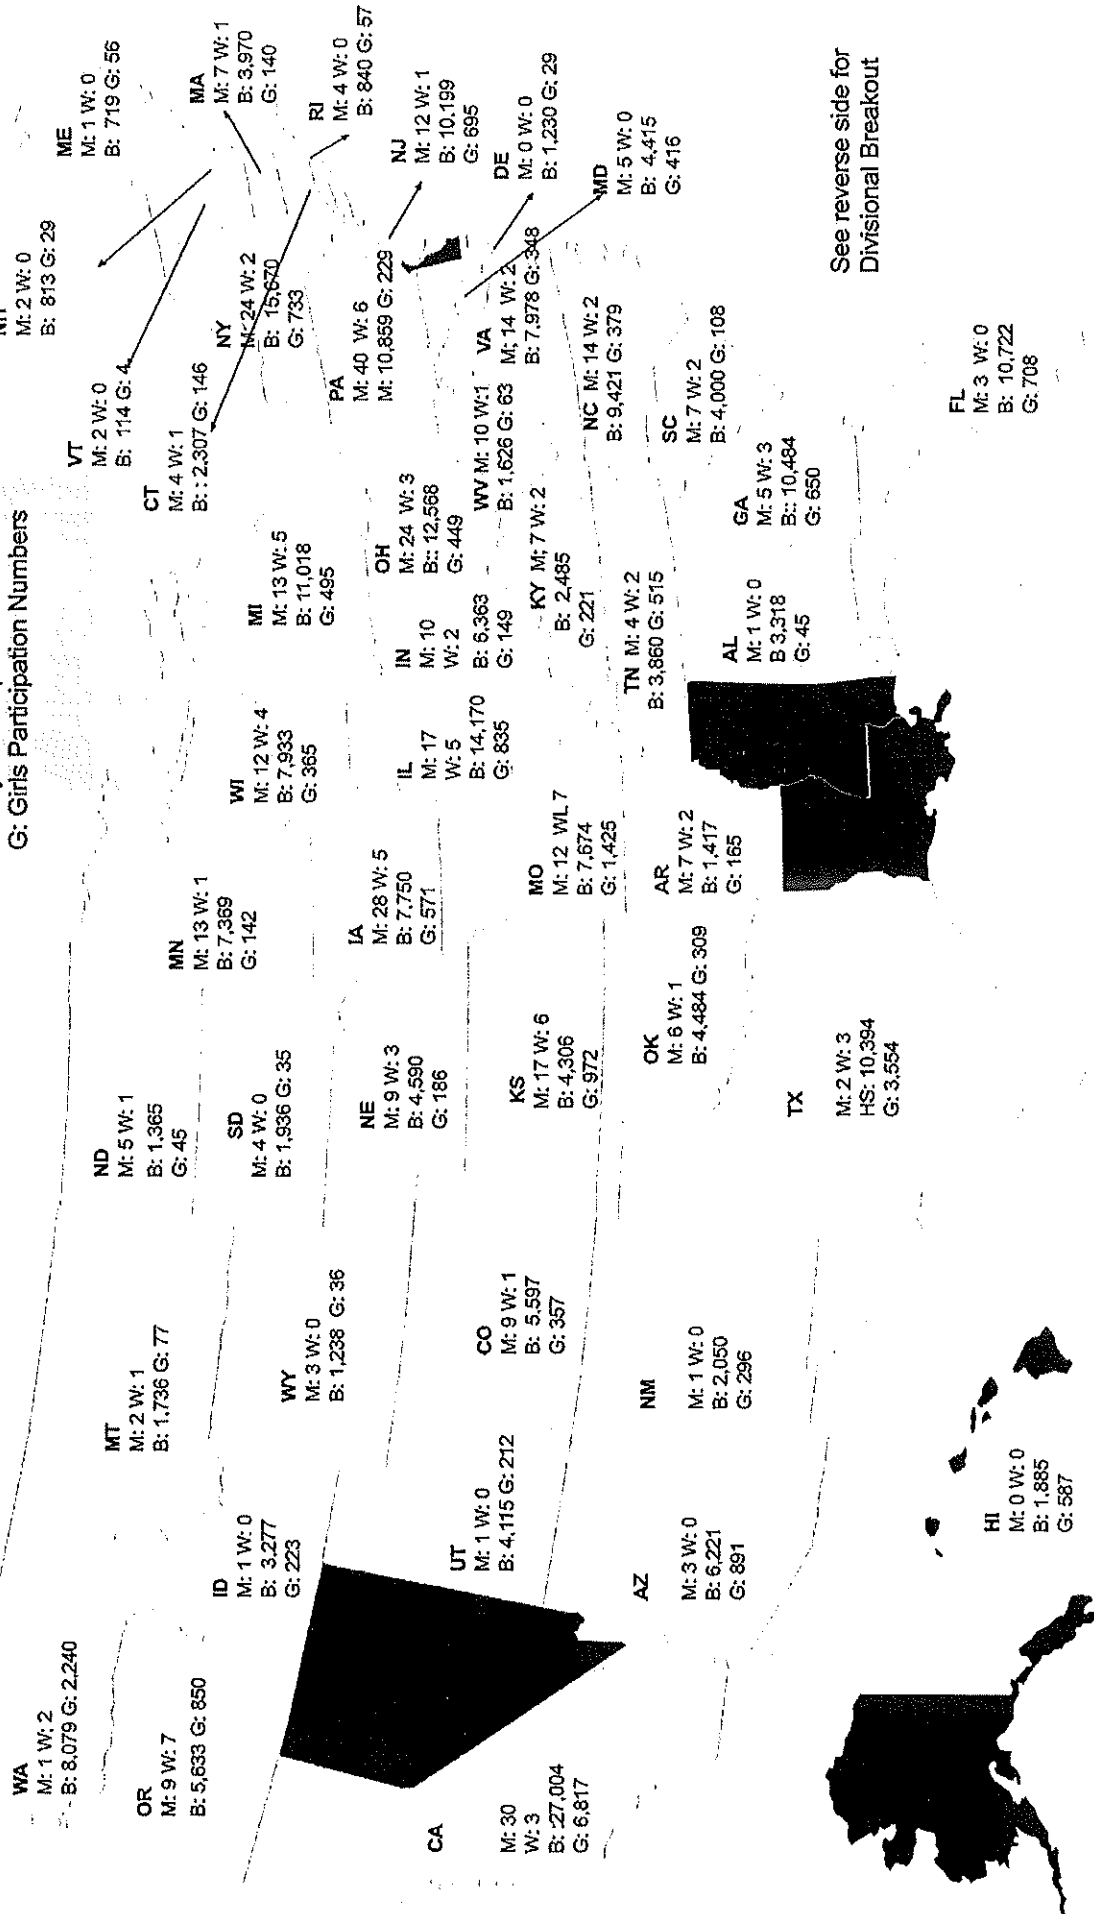 G: Girls Participation Numbers
WA
M: 1 W: 2
B: 8.079 G: 2,240
OR
M: 9 W: 7
B: 5,633 G: 850
CA
M: 30
W: 3
B: 27,004
G: 6,817
ID
M: 1 W: 0
B: 3.277
G: 223
MT
M: 2 W: 1
B: 1.736 G: 77
WY
M: 3 W: 0
B: 1,238 G: 36
UT
M: 1 W: 0
B: 4,115 G: 212
CO
M: 9 W: 1
B: 5.597
G: 357
AZ
M: 3 W: 0
B: 6,221
G: 891
NM
M: 1 W: 0
B: 2,050
G: 296
HI
M: 0 W: 0
B: 1.885
G: 587
ND
M: 5 W: 1
B: 1.365
G: 45
SD
M: 4 W: 0
B: 1,936 G: 35
NE
M: 9 W: 3
B: 4,590
G: 186
KS
M: 17 W: 6
B: 4,306
G: 972
OK
M: 6 W: 1
B: 4,484 G: 309
TX
M: 2 W: 3
HS: 10,394
G: 3,554
MN
M: 13 W: 1
B: 7,369
G: 142
IA
M: 28 W: 5
B: 7,750
G: 571
MO
M: 12 WL 7
B: 7,674
G: 1,425
AR
M: 7 W: 2
B: 1,417
G: 165
WI
M: 12 W: 4
B: 7,933
G: 365
IL
M: 17
W: 5
B: 14,170
G: 835
MI
M: 13 W: 5
B: 11,018
G: 495
IN
M: 10
W: 2
B: 6,363
G: 149
OH
M: 24 W: 3
B:: 12,568
G: 449
KY M; 7 W: 2
B: 2,485
G: 221
TN M: 4 W: 2
B: 3,860 G: 515
AL
M: 1 W: 0
B 3,318
G: 45
GA
M: 5 W: 3
B:: 10,484
G: 650
FL
M: 3 W: 0
B: 10,722
G: 708
SC
M: 7 W: 2
B: 4,000 G: 108
NC M: 14 W: 2
B: 9,421 G: 379
VA
M; 14 W: 2
B: 7,978 G: 348
WV M: 10 W:1
B: 1,626 G: 63
PA
M: 40 W: 6
M: 10,859 G: 229
NY
M: 24 W: 2
B: 15,670
G: 733
VT
M: 2 W: 0
B: 114 G: 4
CT
M: 4 W: 1
B: : 2,307 G: 146
NH
M: 2 W: 0
B: 813 G: 29
ME
M: 1 W: 0
B: 719 G: 56
MA
M: 7 W: 1
B: 3,970
G: 140
RI
M: 4 W: 0
B: 840 G: 57
NJ
M: 12 W: 1
B: 10.199
G: 695
DE
M: 0 W: 0
B: 1,230 G: 29
MD
M: 5 W: 0
B: 4,415
G: 416
See reverse side for
Divisional Breakout